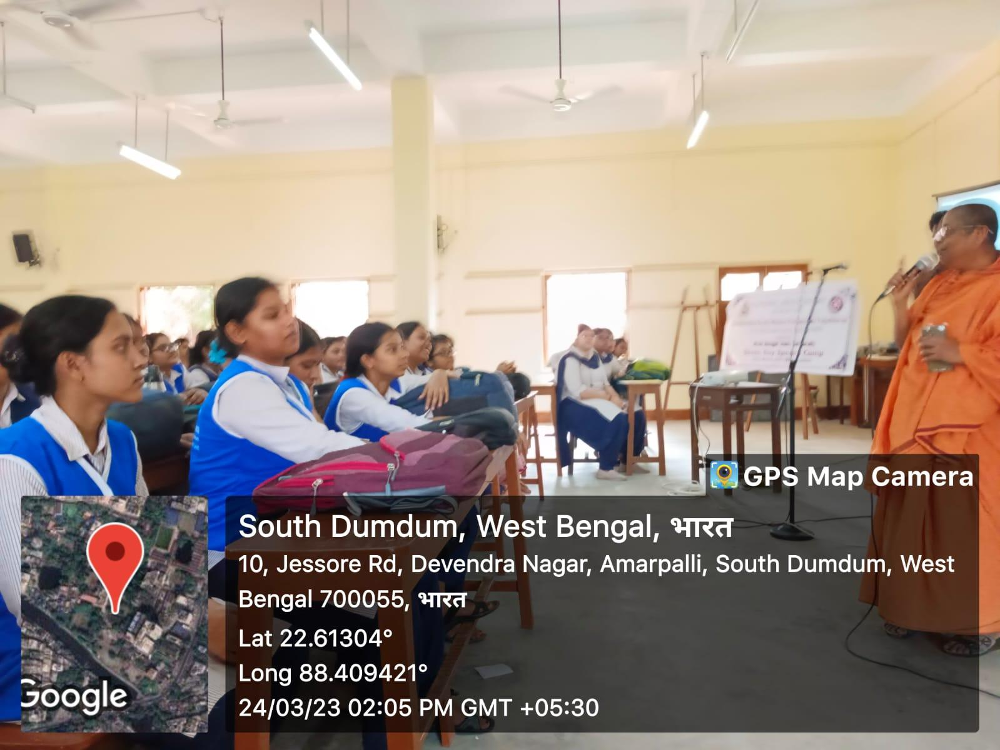 Seven Day Special Camp
GPS Map Camera
South Dumdum, West Bengal, भारत
10, Jessore Rd, Devendra Nagar, Amarpalli, South Dumdum, West
Bengal 700055, भारत
Lat 22.61304°
Long 88.409421°
24/03/23 02:05 PM GMT +05:30
Google